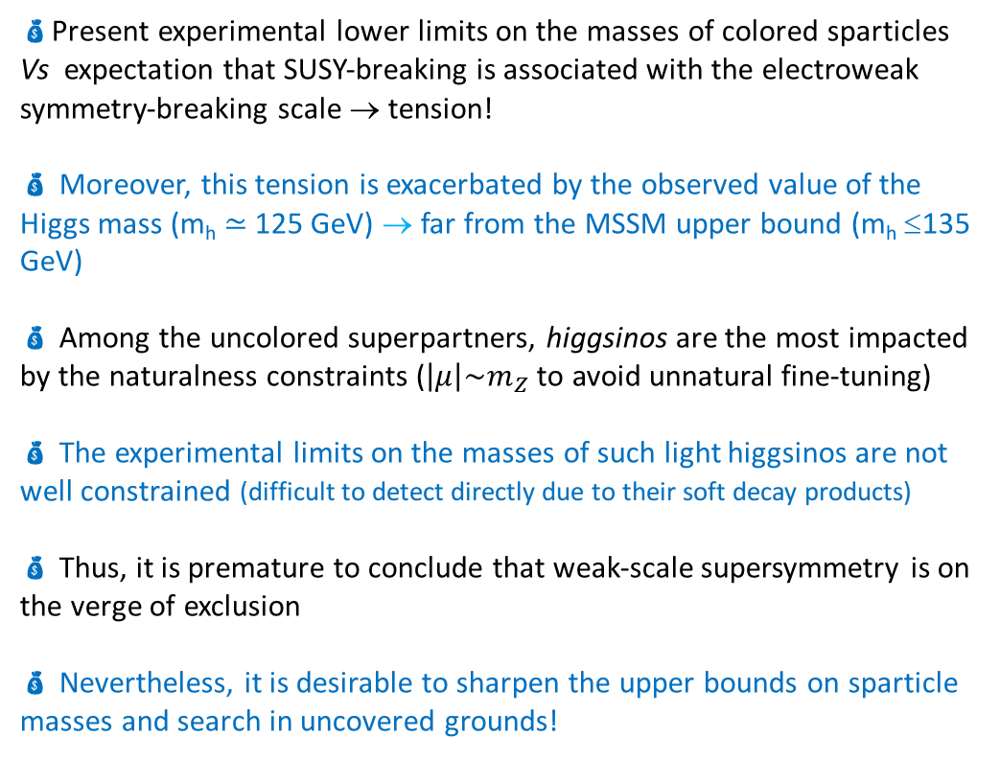 💰Present experimental lower limits on the masses of colored sparticles
Vs expectation that SUSY-breaking is associated with the electroweak
symmetry-breaking scale → tension!
💰 Moreover, this tension is exacerbated by the observed value of the
Higgs mass (mh ≃ 125 GeV) → far from the MSSM upper bound (mh ≤135
GeV)
💰 Among the uncolored superpartners, higgsinos are the most impacted
by the naturalness constraints (|μ|~mZ to avoid unnatural fine-tuning)
💰 The experimental limits on the masses of such light higgsinos are not
well constrained (difficult to detect directly due to their soft decay products)
💰 Thus, it is premature to conclude that weak-scale supersymmetry is on
the verge of exclusion
💰 Nevertheless, it is desirable to sharpen the upper bounds on sparticle
masses and search in uncovered grounds!